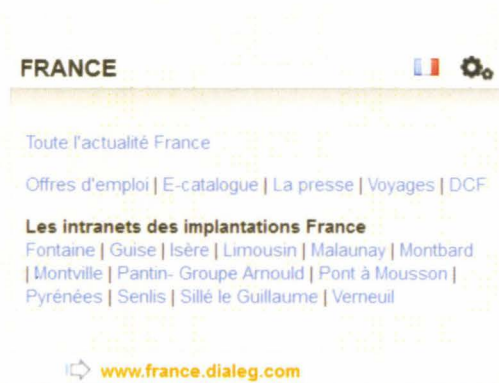 FRANCE
Toute l'actualité France
Offres d'emploi | E-catalogue | La presse | Voyages | DCF
Les intranets des implantations France
Fontaine | Guise | Isère | Limousin | Malaunay | Montbard
| Montville | Pantin- Groupe Arnould | Pont à Mousson |
Pyrénées | Senlis | Sillé le Guillaume | Verneuil
www.france.dialeg.com